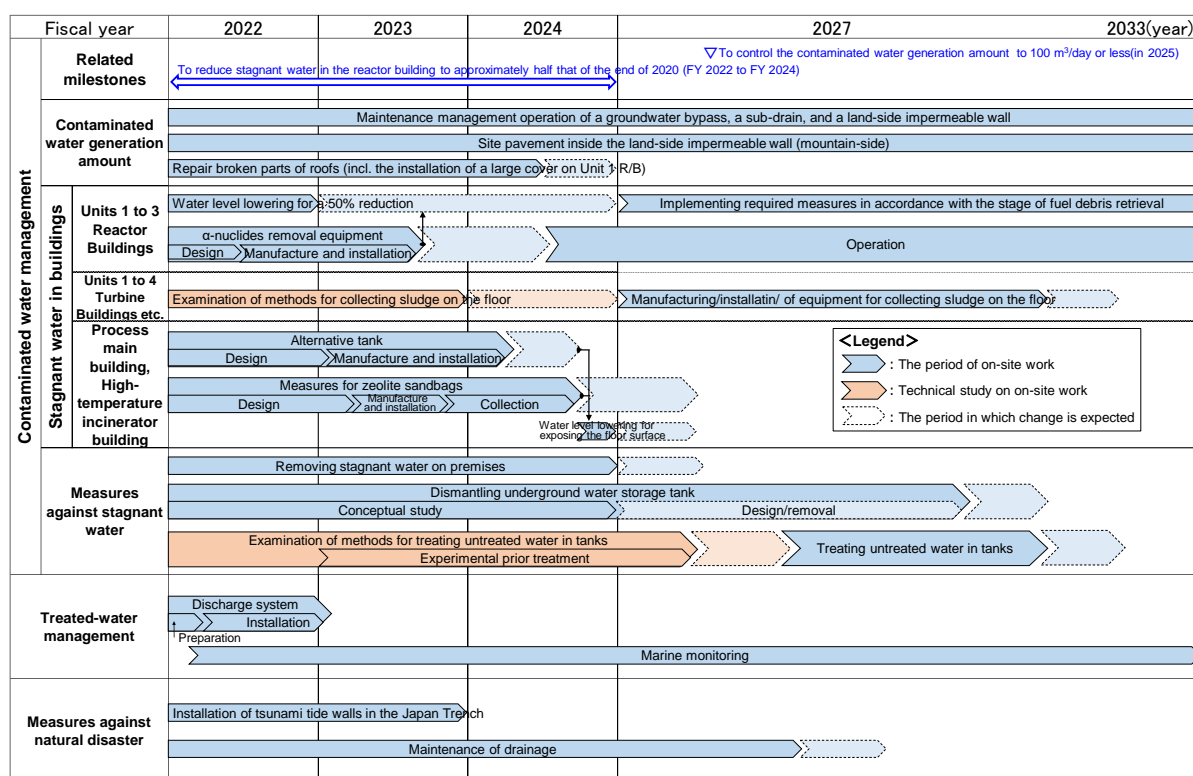 Fiscal year
2022
2023
2024
2027
2033(year)
Related
milestones
▽To control the contaminated water generation amount to 100 m³/day or less(in 2025)
To reduce stagnant water in the reactor building to approximately half that of the end of 2020 (FY 2022 to FY 2024)
Contaminated water management
Contaminated
water generation
amount
Maintenance management operation of a groundwater bypass, a sub-drain, and a land-side impermeable wall
Site pavement inside the land-side impermeable wall (mountain-side)
Repair broken parts of roofs (incl. the installation of a large cover on Unit 1 R/B)
Stagnant water in buildings
Units 1 to 3
Reactor
Buildings
Water level lowering for a 50% reduction
Implementing required measures in accordance with the stage of fuel debris retrieval
α-nuclides removal equipment
Design
Manufacture and installation
Operation
Units 1 to 4
Turbine
Buildings etc.
Examination of methods for collecting sludge on the floor
Manufacturing/installatin/ of equipment for collecting sludge on the floor
Process
main
building,
High-
temperature
incinerator
building
Alternative tank
Design
Manufacture and installation
Measures for zeolite sandbags
Design
Manufacture
and installation
Collection
Water level lowering for
exposing the floor surface
<Legend>
: The period of on-site work
: Technical study on on-site work
: The period in which change is expected
Measures
against stagnant
water
Removing stagnant water on premises
Dismantling underground water storage tank
Conceptual study
Design/removal
Examination of methods for treating untreated water in tanks
Experimental prior treatment
Treating untreated water in tanks
Treated-water
management
Discharge system
Installation
Preparation
Marine monitoring
Measures against
natural disaster
Installation of tsunami tide walls in the Japan Trench
Maintenance of drainage